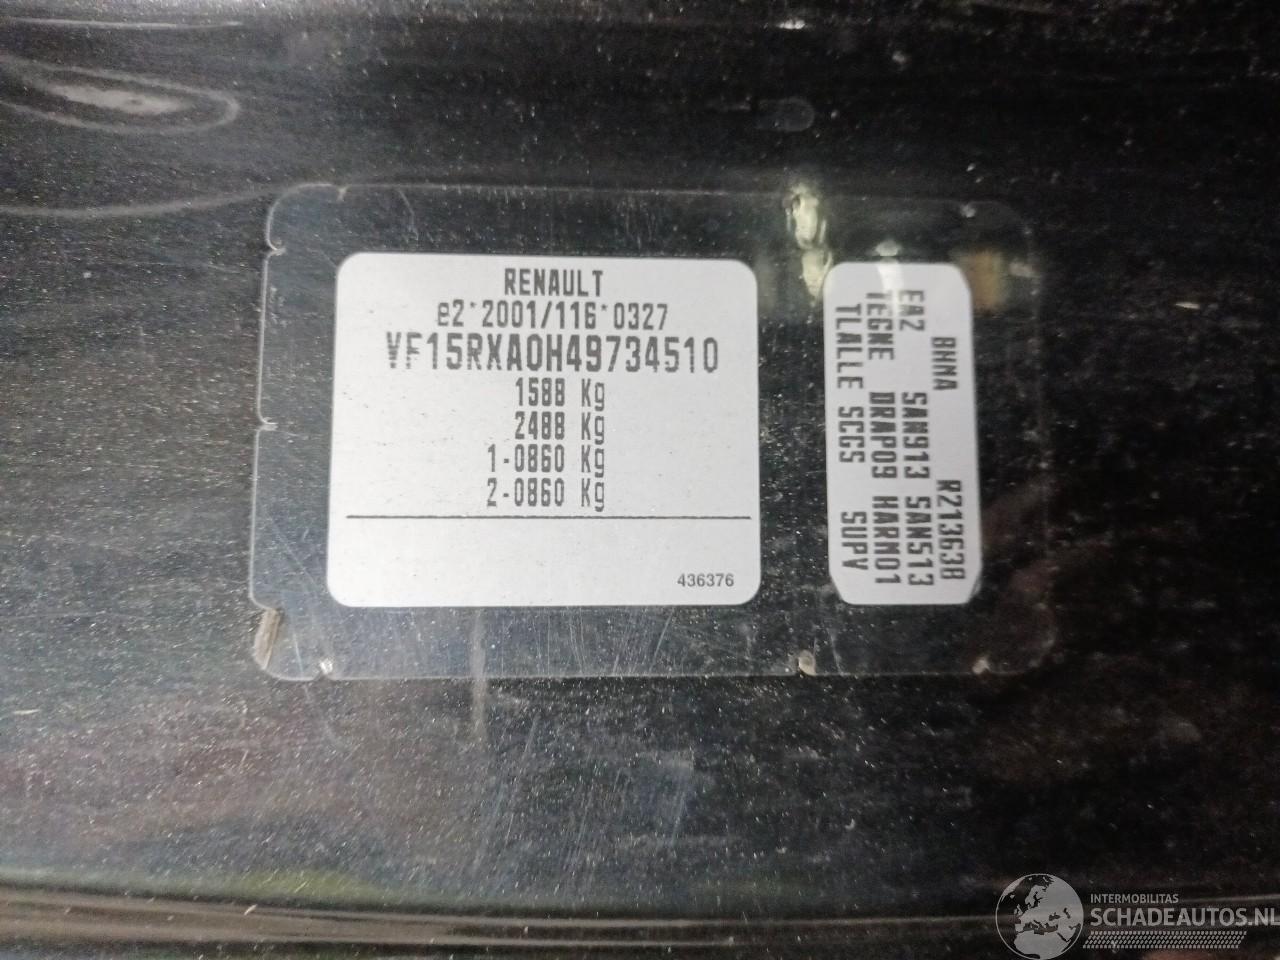 RENAULT
e2*2001/116*0327
VF15RXA0H49734510
1588 Kg
2488 Kg
1-0860 Kg
2-0860 Kg
436376
BHNA R213638
EA2 SAN913 SAN513
TEGNE DRAP09 HARM01
TLALLE SCGS SUPV
INTERMOBILITAS
SCHADEAUTOS.NL